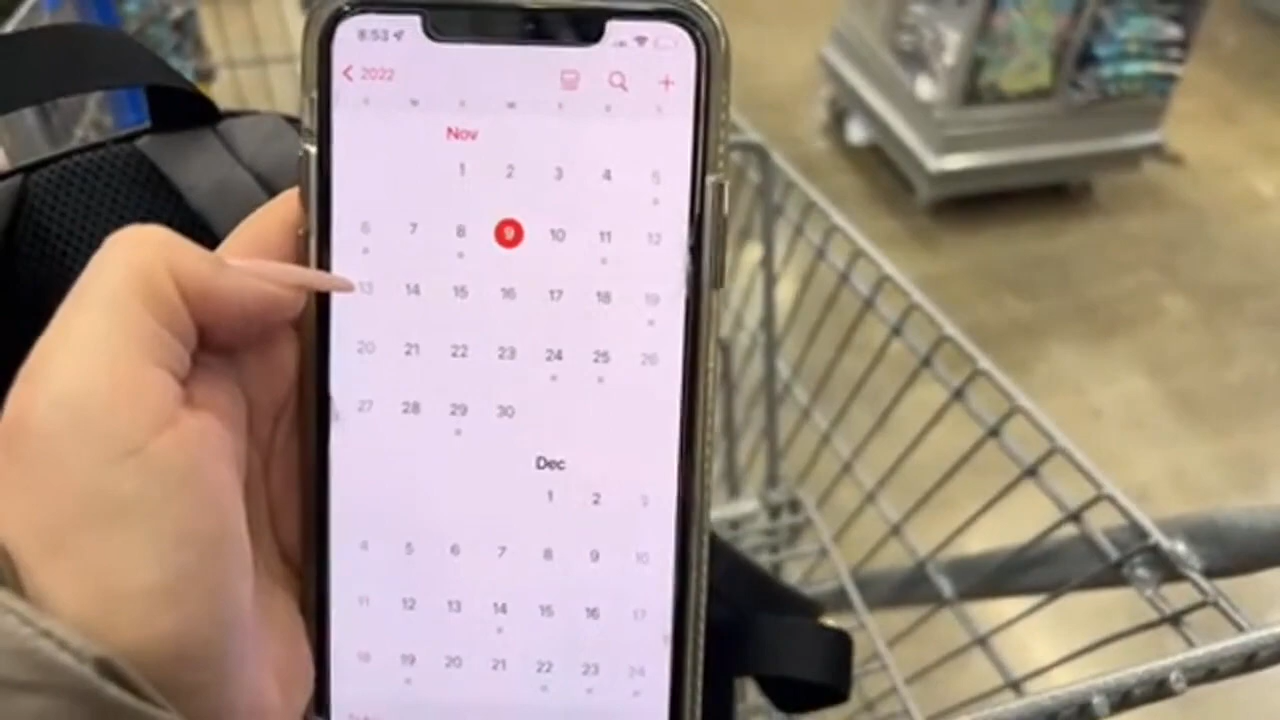 8:53
2022
Nov
1 2 3 4 5
6 7 8 9 10 11 12
13 14 15 16 17 18 19
20 21 22 23 24 25 26
27 28 29 30
Dec
1 2 3
4 5 6 7 8 9 10
11 12 13 14 15 16 17
18 19 20 21 22 23 24